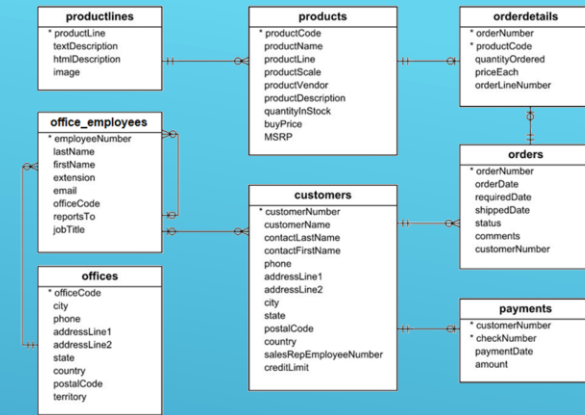 productlines
* productLine
textDescription
htmlDescription
image
products
* productCode
productName
productLine
productScale
productVendor
productDescription
quantityInStock
buyPrice
MSRP
orderdetails
* orderNumber
* productCode
quantityOrdered
priceEach
orderLineNumber
office_employees
* employeeNumber
lastName
firstName
extension
email
officeCode
reportsTo
jobTitle
customers
* customerNumber
customerName
contactLastName
contactFirstName
phone
addressLine1
addressLine2
city
state
postalCode
country
salesRepEmployeeNumber
creditLimit
orders
* orderNumber
orderDate
requiredDate
shippedDate
status
comments
customerNumber
offices
* officeCode
city
phone
addressLine1
addressLine2
state
country
postalCode
territory
payments
* customerNumber
* checkNumber
paymentDate
amount